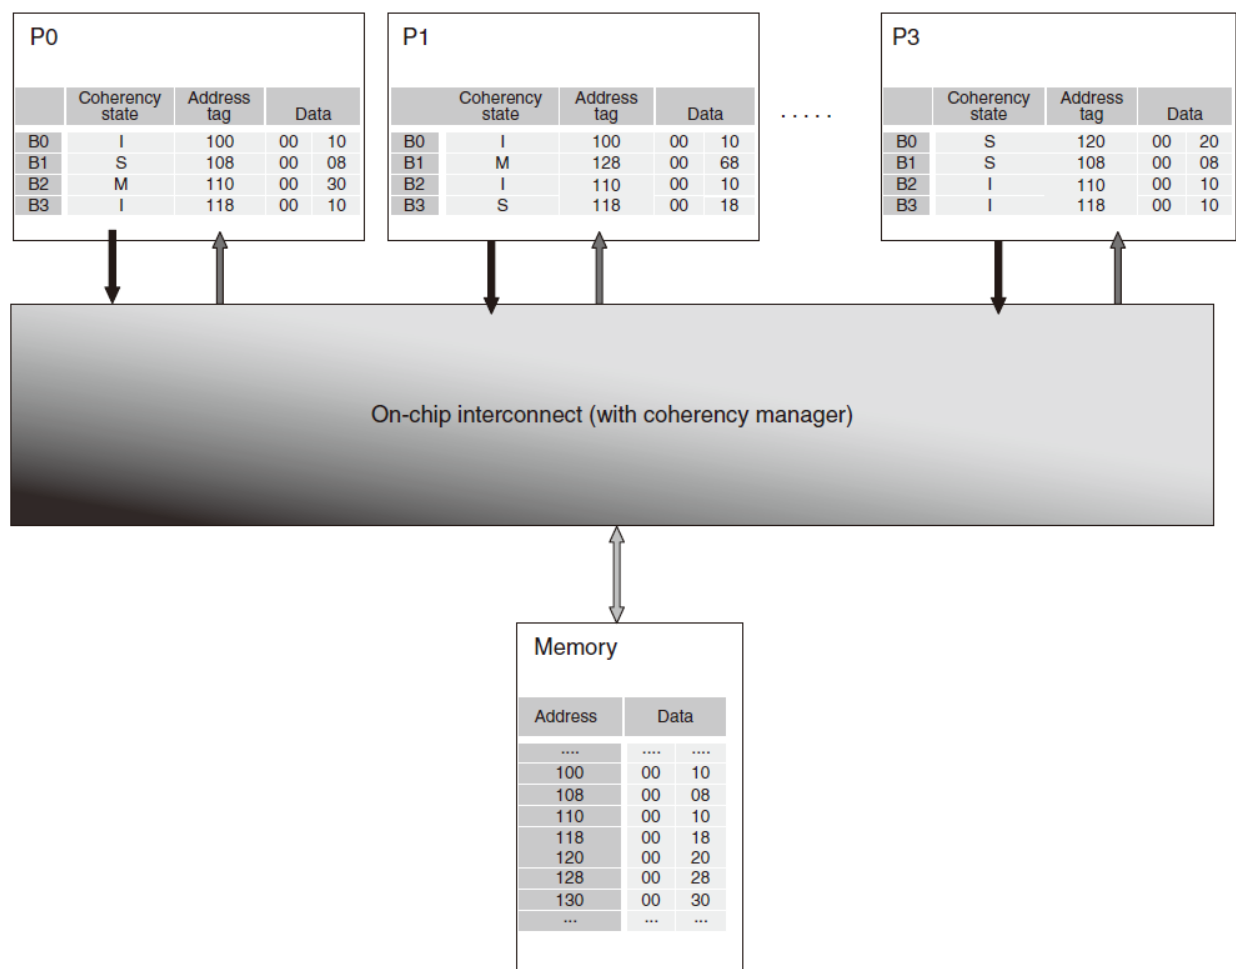 P0
Coherency state Address tag Data
B0 I 100 00 10
B1 S 108 00 08
B2 M 110 00 30
B3 I 118 00 10
P1
Coherency state Address tag Data
B0 I 100 00 10
B1 M 128 00 68
B2 I 110 00 10
B3 S 118 00 18
.....
P3
Coherency state Address tag Data
B0 S 120 00 20
B1 S 108 00 08
B2 I 110 00 10
B3 I 118 00 10
On-chip interconnect (with coherency manager)
Memory
Address Data
.... .... ....
100 00 10
108 00 08
110 00 10
118 00 18
120 00 20
128 00 28
130 00 30
... ... ...